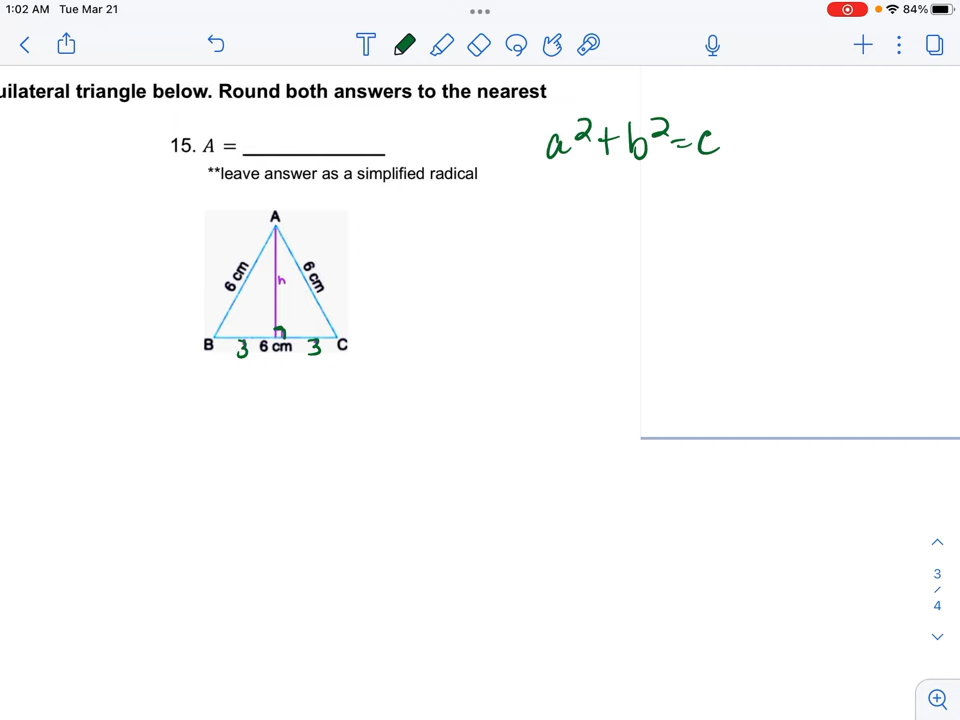 1:02 AM Tue Mar 21
84%
uilateral triangle below. Round both answers to the nearest
15. A = ____________
**leave answer as a simplified radical
a²+b²=c
A
6 cm
6 cm
h
B 3 6 cm 3 C
3
/
4